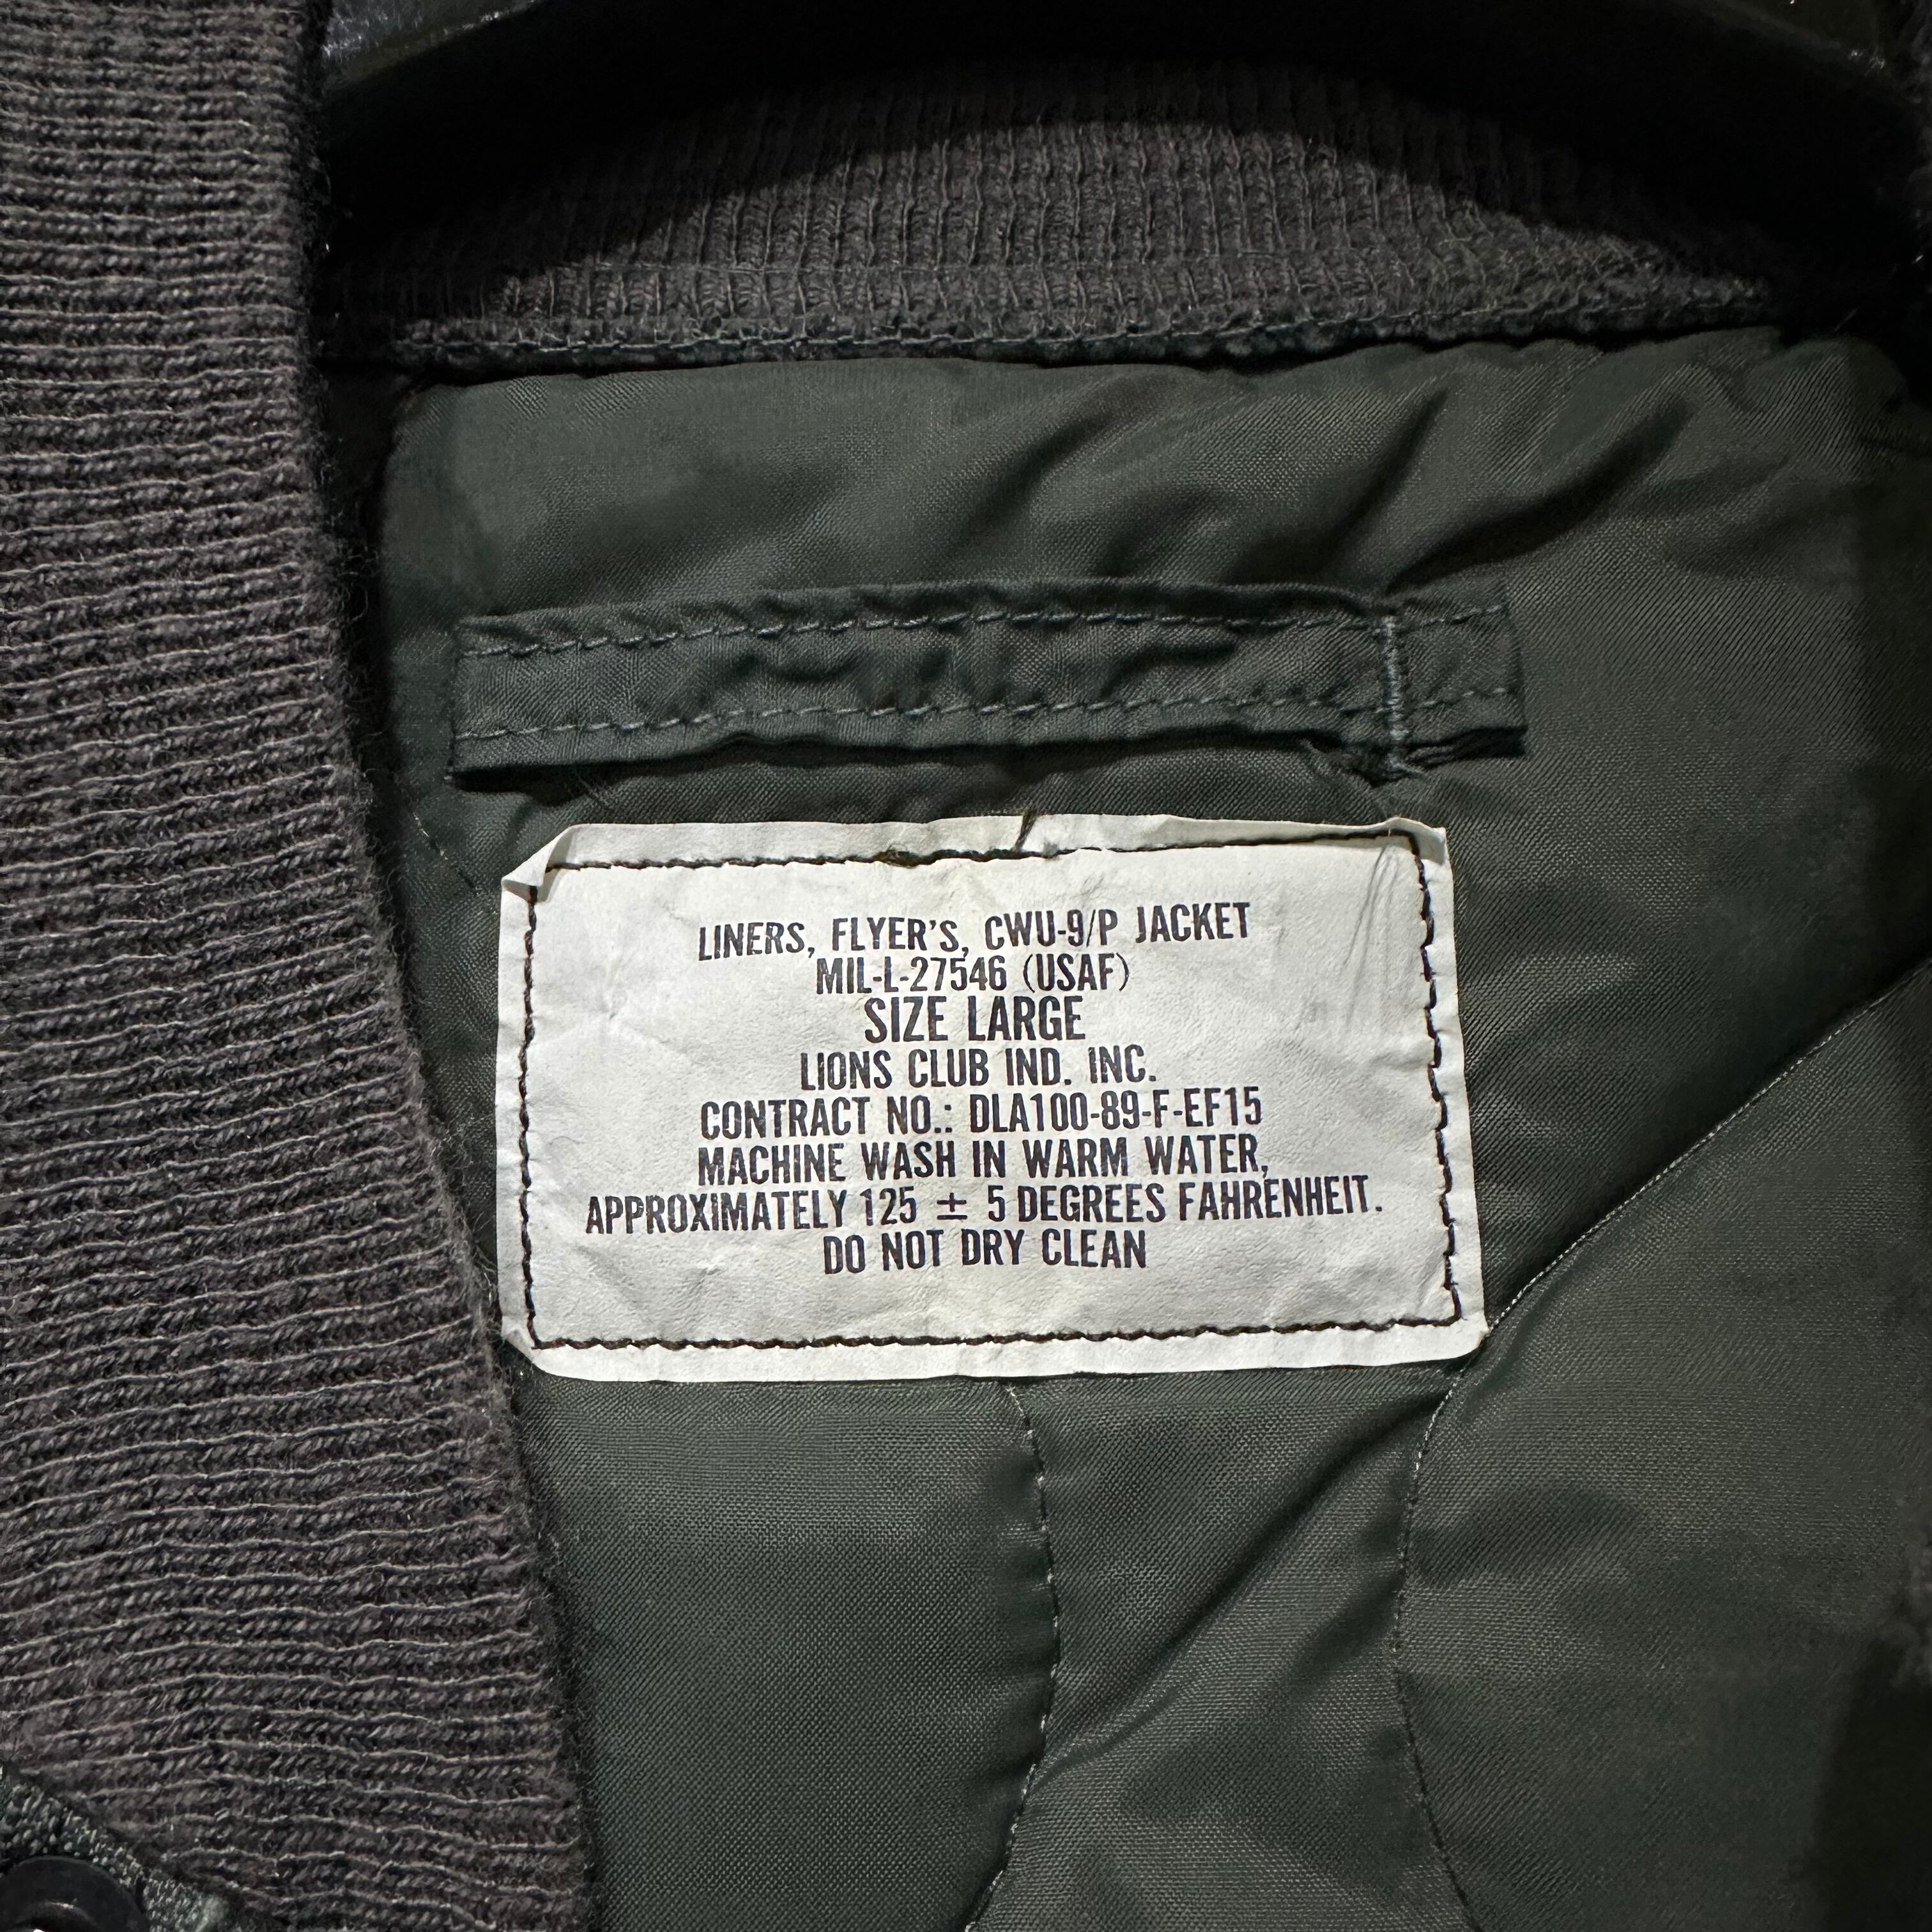 LINERS, FLYER'S, CWU-9/P JACKET
MIL-L-27546 (USAF)
SIZE LARGE
LIONS CLUB IND. INC.
CONTRACT NO.: DLA100-89-F-EF15
MACHINE WASH IN WARM WATER,
APPROXIMATELY 125 ± 5 DEGREES FAHRENHEIT.
DO NOT DRY CLEAN